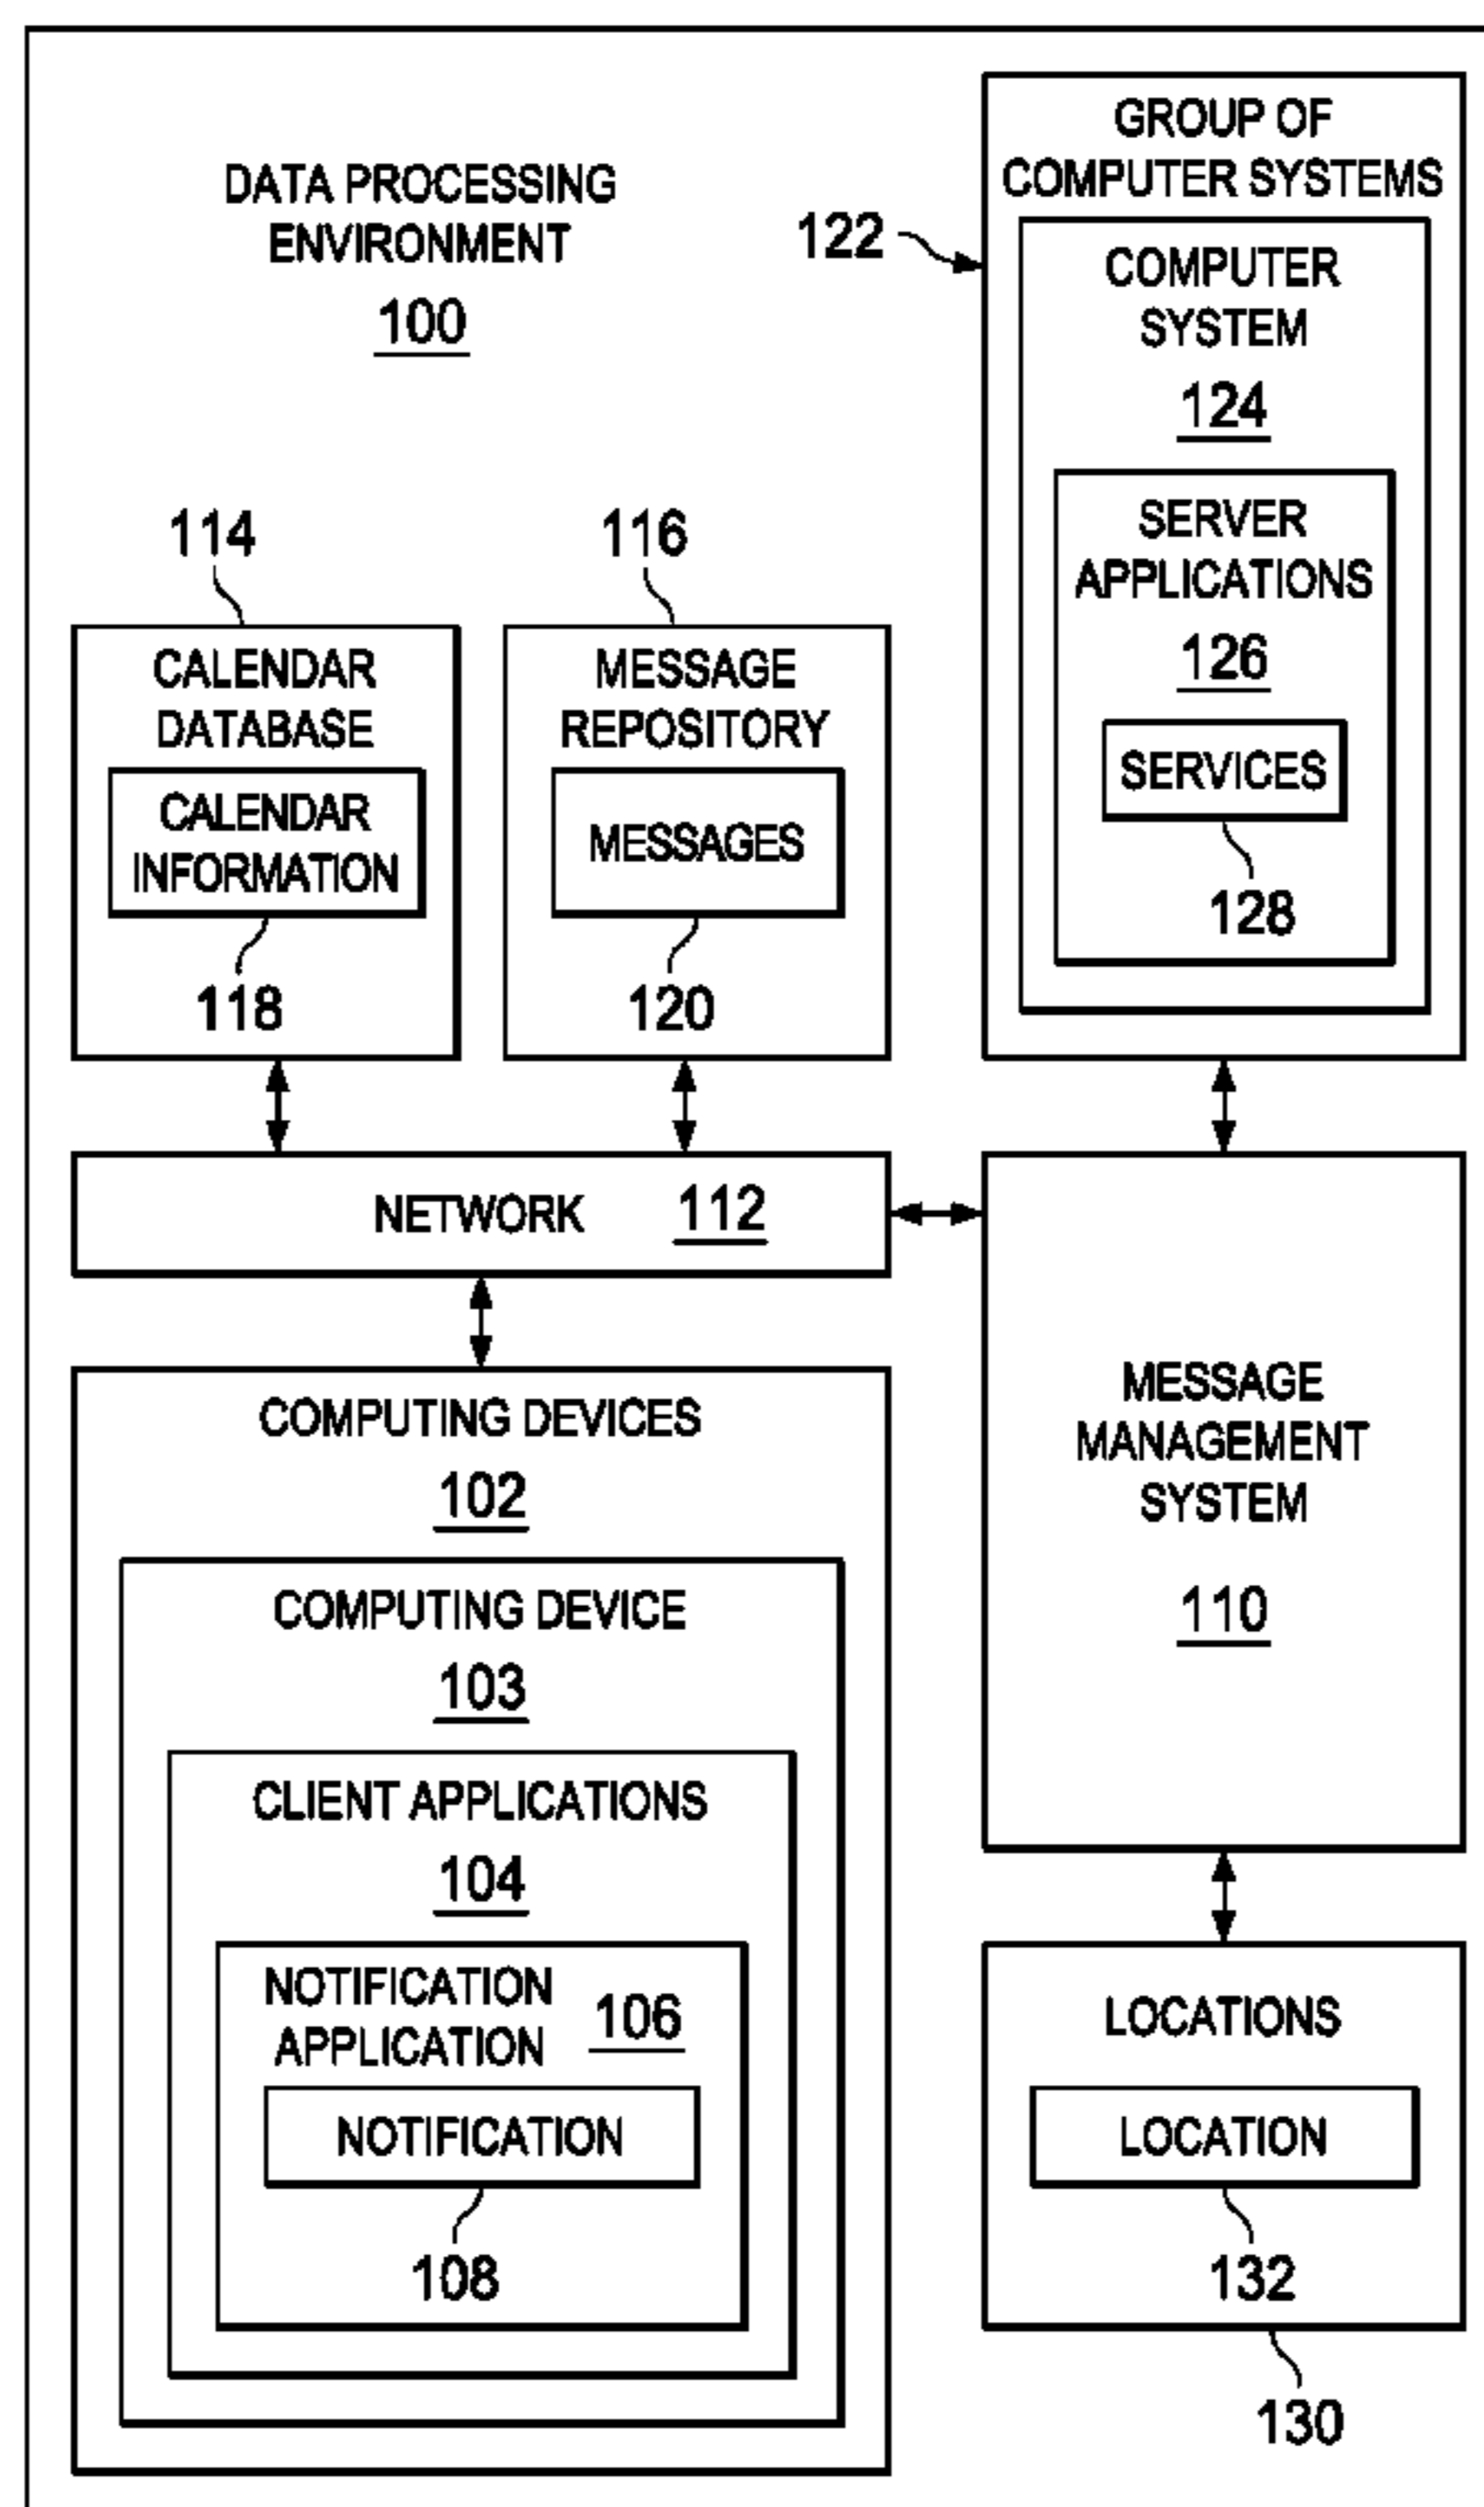 DATA PROCESSING
ENVIRONMENT
100
GROUP OF
COMPUTER SYSTEMS
122
COMPUTER
SYSTEM
124
SERVER
APPLICATIONS
126
SERVICES
128
114
CALENDAR
DATABASE
CALENDAR
INFORMATION
118
116
MESSAGE
REPOSITORY
MESSAGES
120
NETWORK 112
COMPUTING DEVICES
102
COMPUTING DEVICE
103
CLIENT APPLICATIONS
104
NOTIFICATION
APPLICATION
106
NOTIFICATION
108
MESSAGE
MANAGEMENT
SYSTEM
110
LOCATIONS
LOCATION
132
130